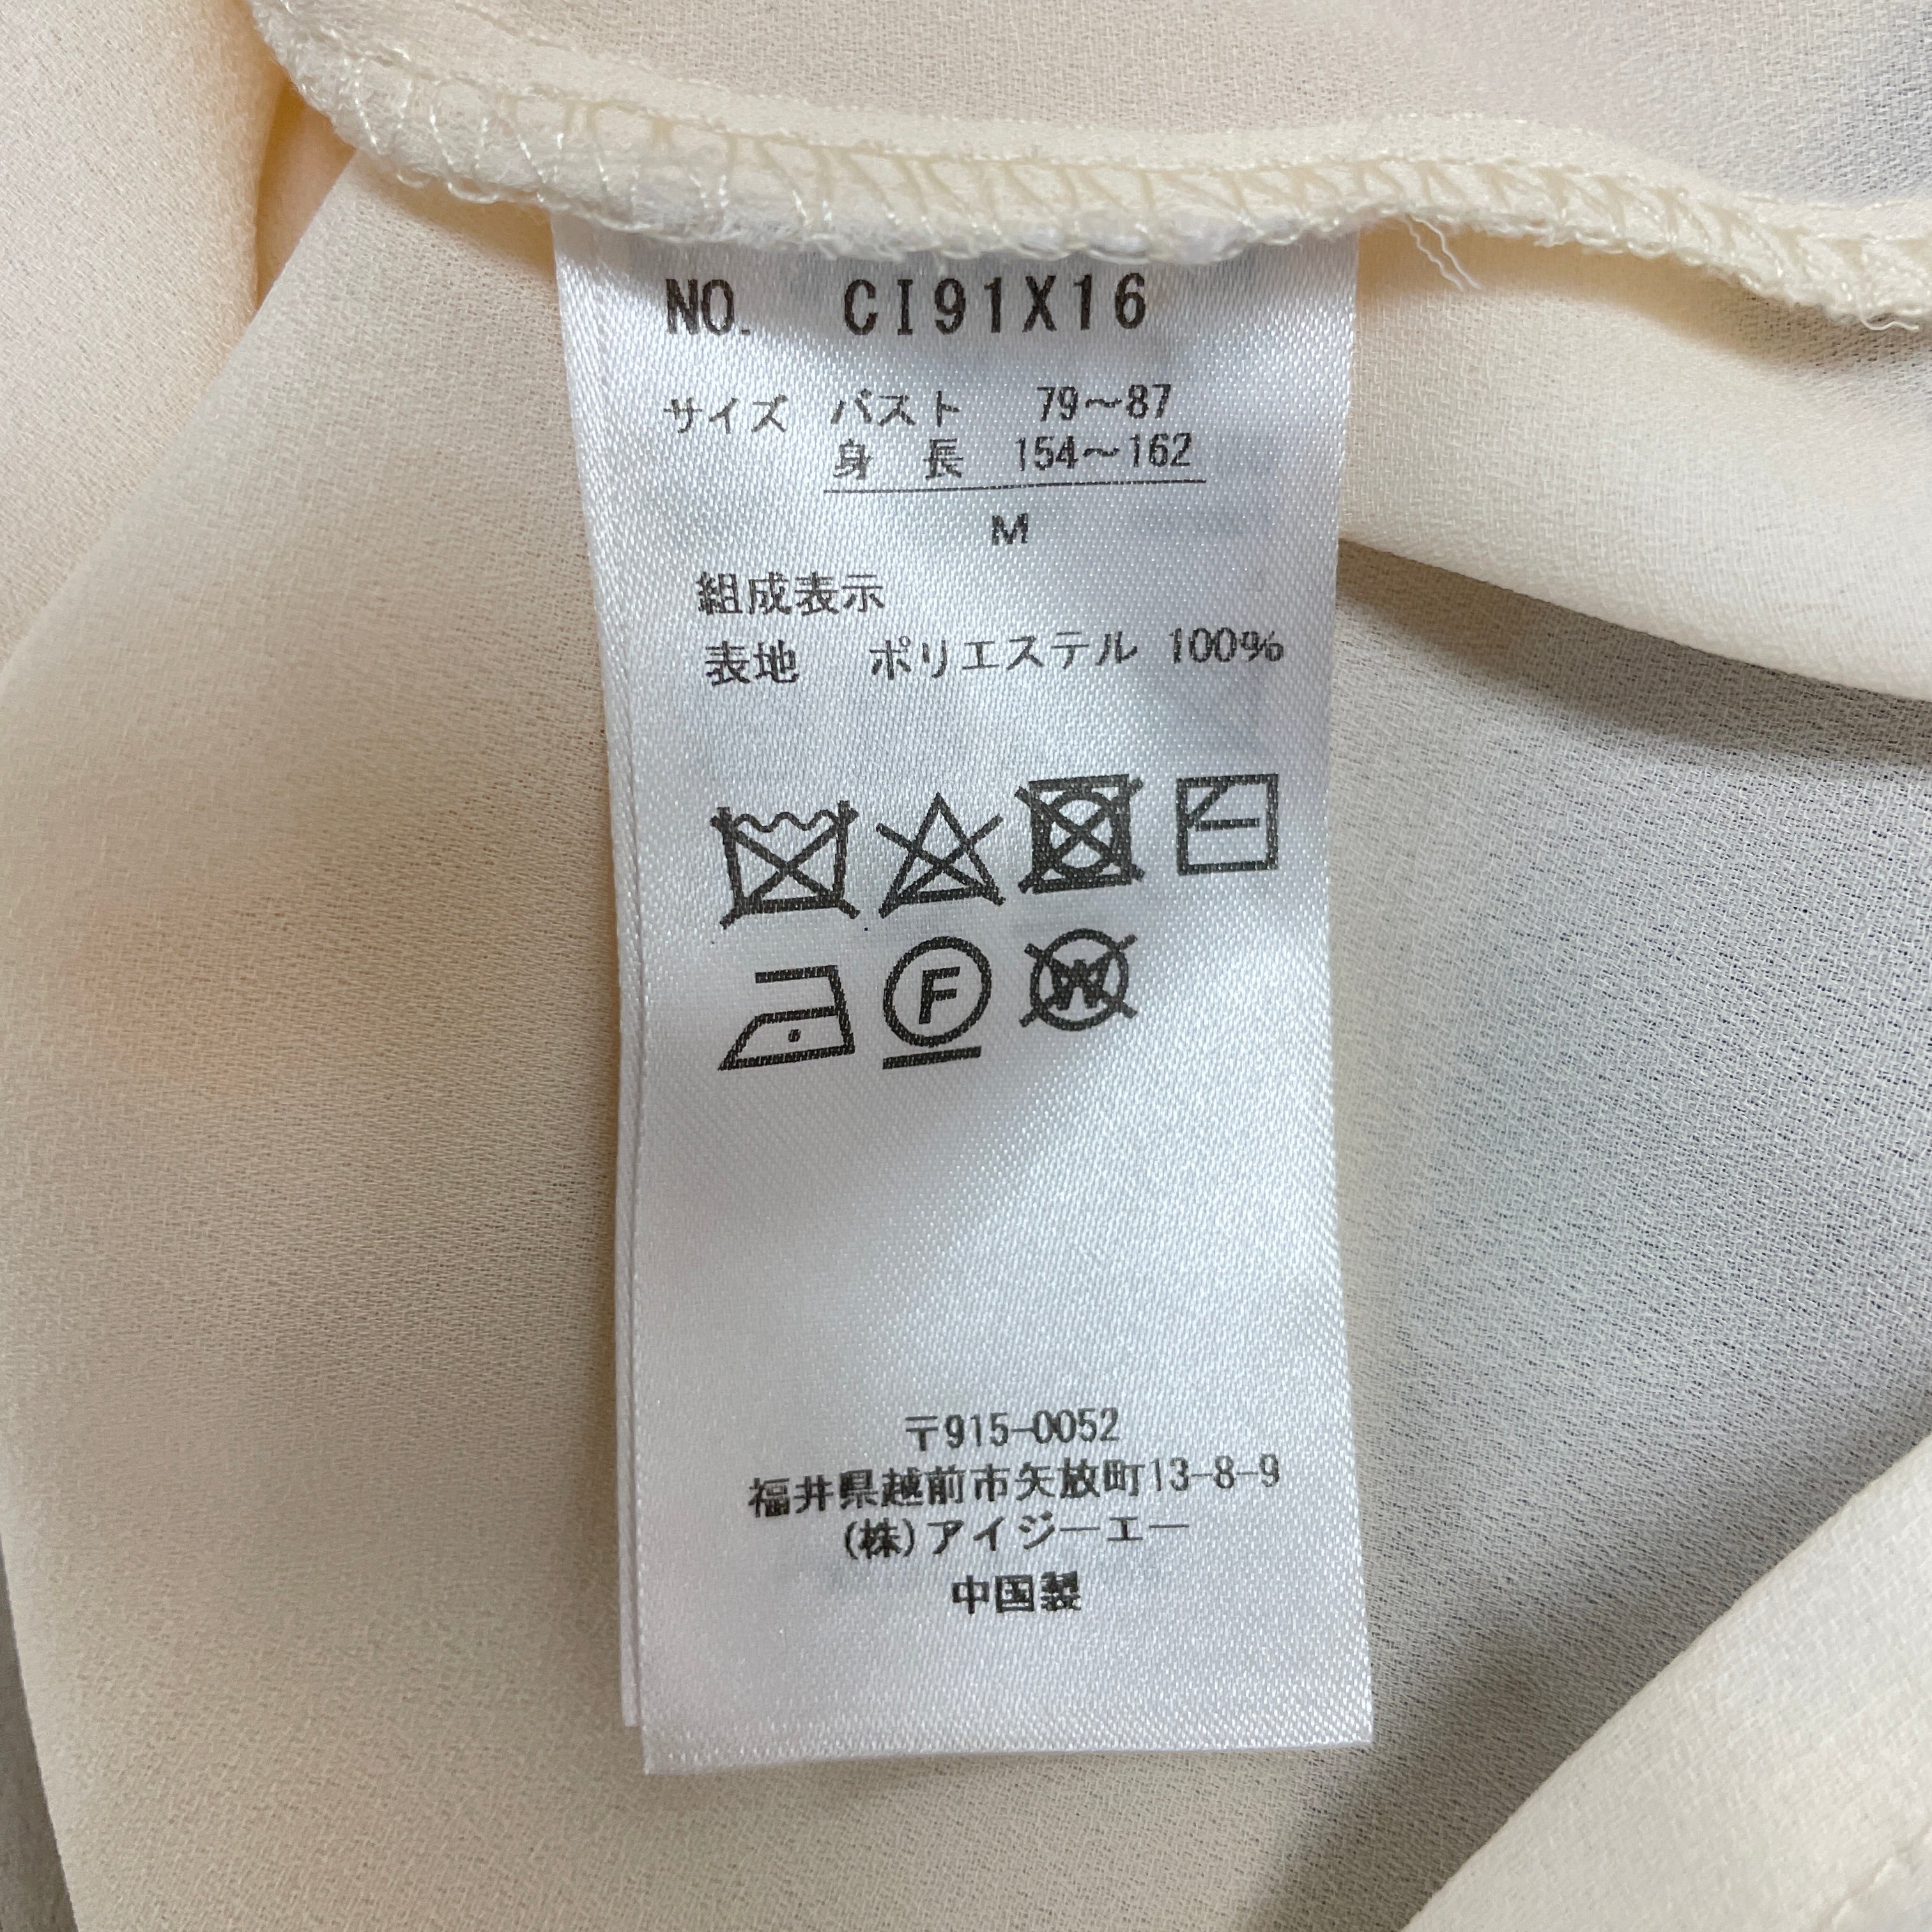 NO. CI91X16
サイズ バスト 79～87
身 長 154～162
M
組成表示
表地 ポリエステル 100%
F W
〒915-0052
福井県越前市矢放町13-8-9
(株)アイジーエー
中国製